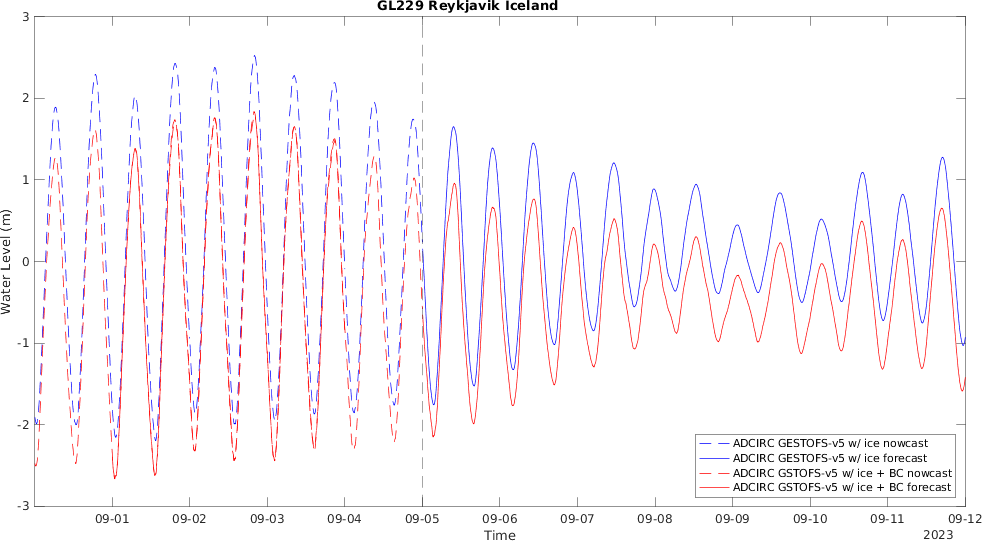 GL229 Reykjavik Iceland
3
2
1
0
-1
-2
-3
Water Level (m)
ADCIRC GESTOFS-v5 w/ ice nowcast
ADCIRC GESTOFS-v5 w/ ice forecast
ADCIRC GSTOFS-v5 w/ ice + BC nowcast
ADCIRC GSTOFS-v5 w/ ice + BC forecast
09-01 09-02 09-03 09-04 09-05 09-06 09-07 09-08 09-09 09-10 09-11 09-12
Time
2023